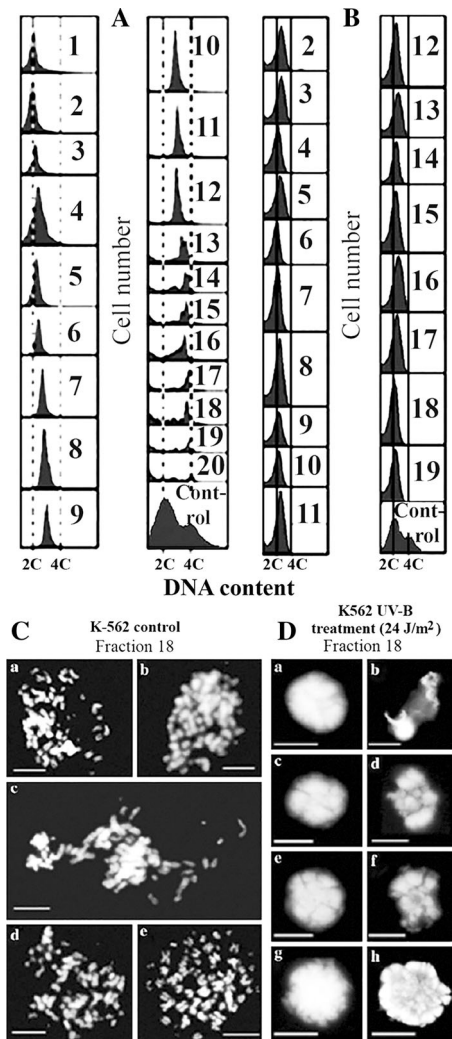 A
B
1
2
3
4
5
6
7
8
9
Cell number
10
11
12
13
14
15
16
17
18
19
20
Cont-
rol
2
3
4
5
6
7
8
9
10
11
Cell number
12
13
14
15
16
17
18
19
Cont-
rol
2C 4C
2C 4C
2C 4C
2C 4C
DNA content
C
K-562 control
Fraction 18
a
b
c
d
e
D
K562 UV-B
treatment (24 J/m²)
Fraction 18
a
b
c
d
e
f
g
h